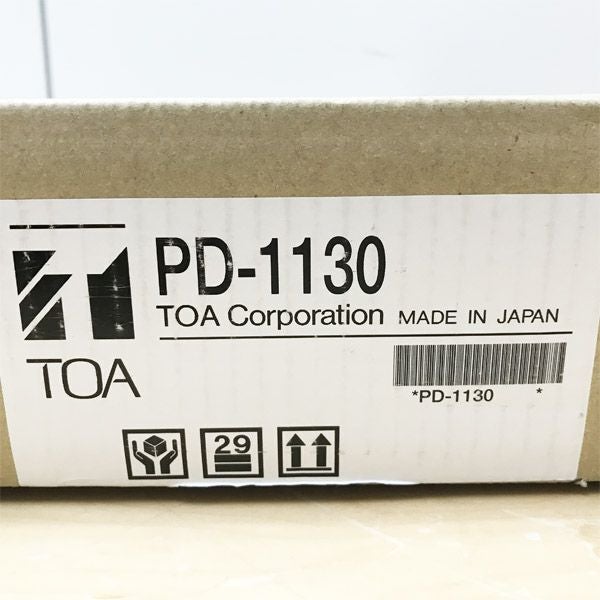 PD-1130
TOA Corporation MADE IN JAPAN
TOA
*PD-1130 *
29